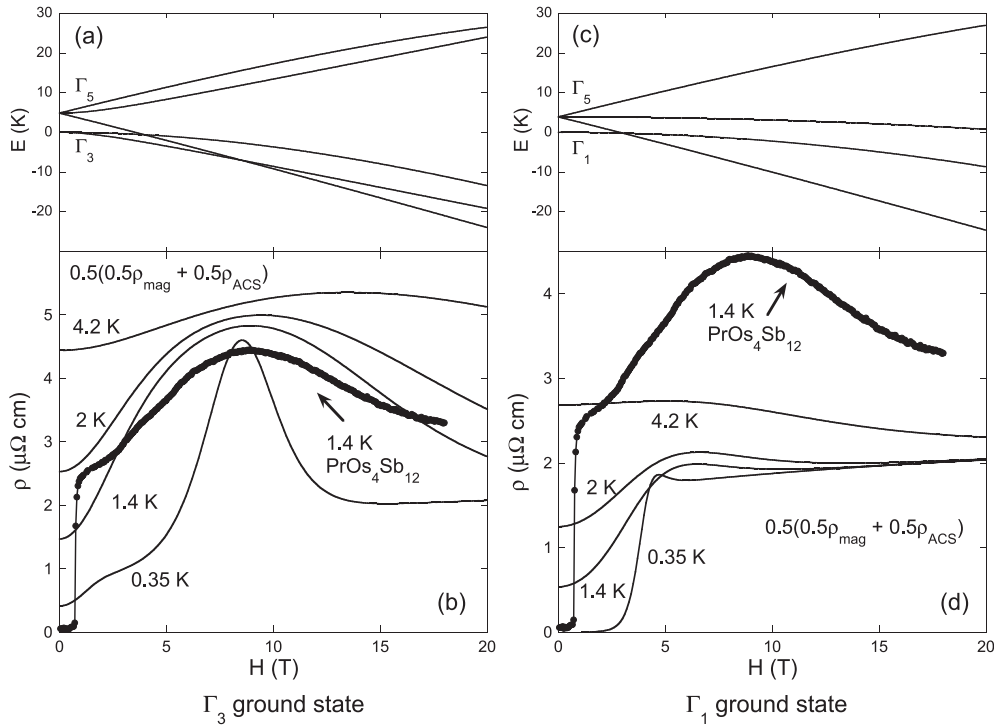 (a)
30
20
10
0
-10
-20
E (K)
Γ5
Γ3
(c)
30
20
10
0
-10
-20
E (K)
Γ5
Γ1
0.5(0.5ρmag + 0.5ρACS)
4.2 K
2 K
1.4 K
0.35 K
1.4 K
PrOs4Sb12
(b)
5
4
3
2
1
0
ρ (μΩ cm)
0 5 10 15 20
H (T)
Γ3 ground state
1.4 K
PrOs4Sb12
4.2 K
2 K
0.5(0.5ρmag + 0.5ρACS)
0.35 K
1.4 K
(d)
4
3
2
1
0
ρ (μΩ cm)
0 5 10 15 20
H (T)
Γ1 ground state